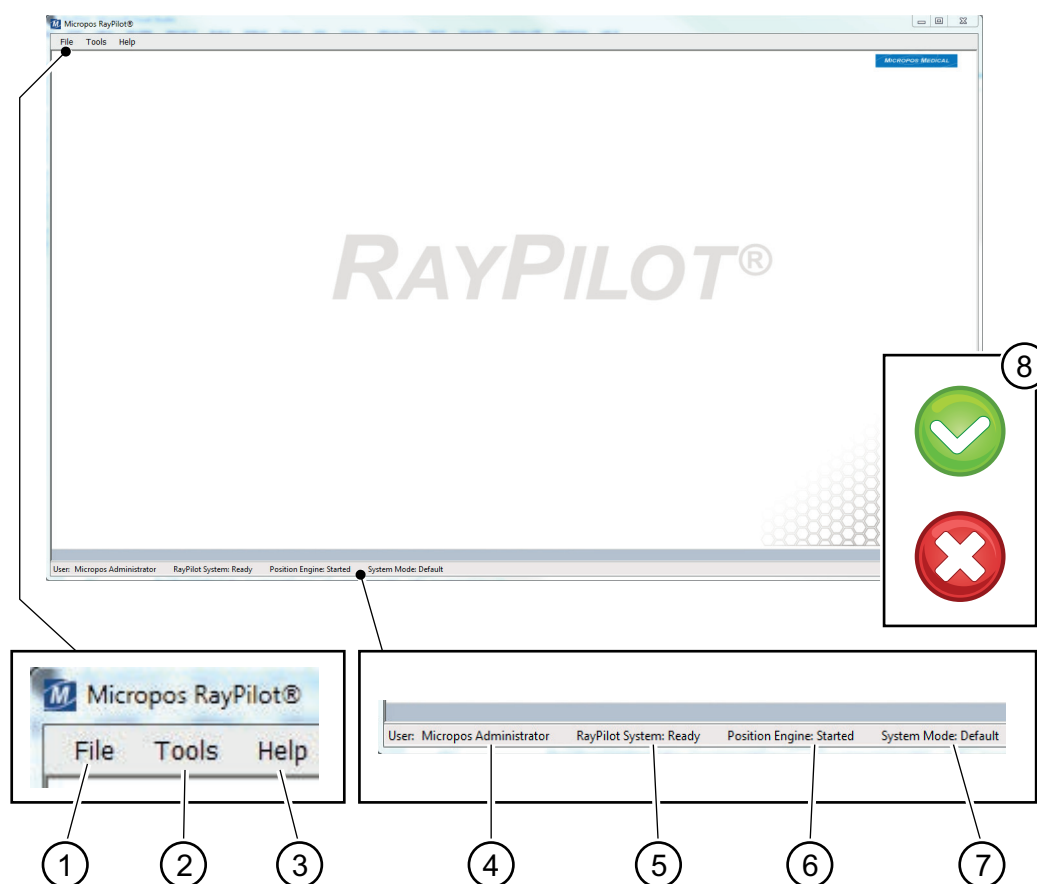 Micropos RayPilot®
File Tools Help
MICROPOS MEDICAL
RAYPILOT®
8
User: Micropos Administrator RayPilot System: Ready Position Engine: Started System Mode: Default
Micropos RayPilot®
File Tools Help
User: Micropos Administrator RayPilot System: Ready Position Engine: Started System Mode: Default
1 2 3 4 5 6 7